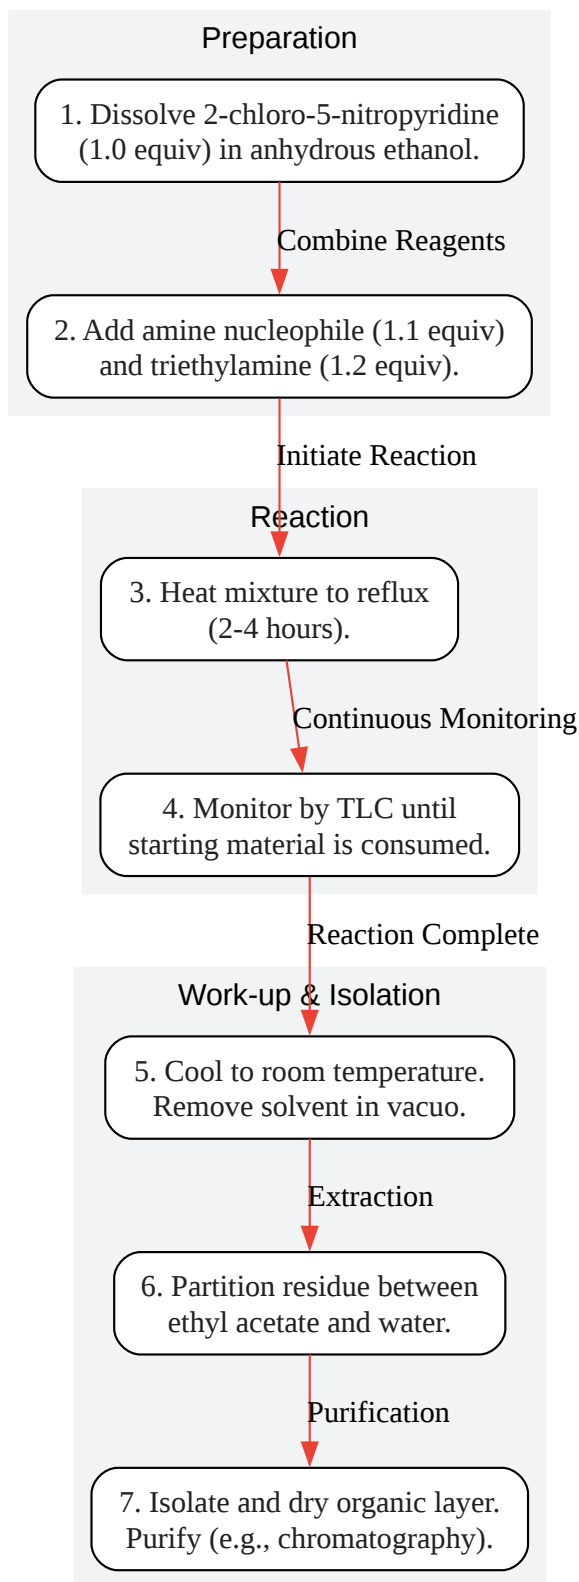 Preparation
1. Dissolve 2-chloro-5-nitropyridine
(1.0 equiv) in anhydrous ethanol.
Combine Reagents
2. Add amine nucleophile (1.1 equiv)
and triethylamine (1.2 equiv).
Initiate Reaction
Reaction
3. Heat mixture to reflux
(2-4 hours).
Continuous Monitoring
4. Monitor by TLC until
starting material is consumed.
Reaction Complete
Work-up & Isolation
5. Cool to room temperature.
Remove solvent in vacuo.
Extraction
6. Partition residue between
ethyl acetate and water.
Purification
7. Isolate and dry organic layer.
Purify (e.g., chromatography).